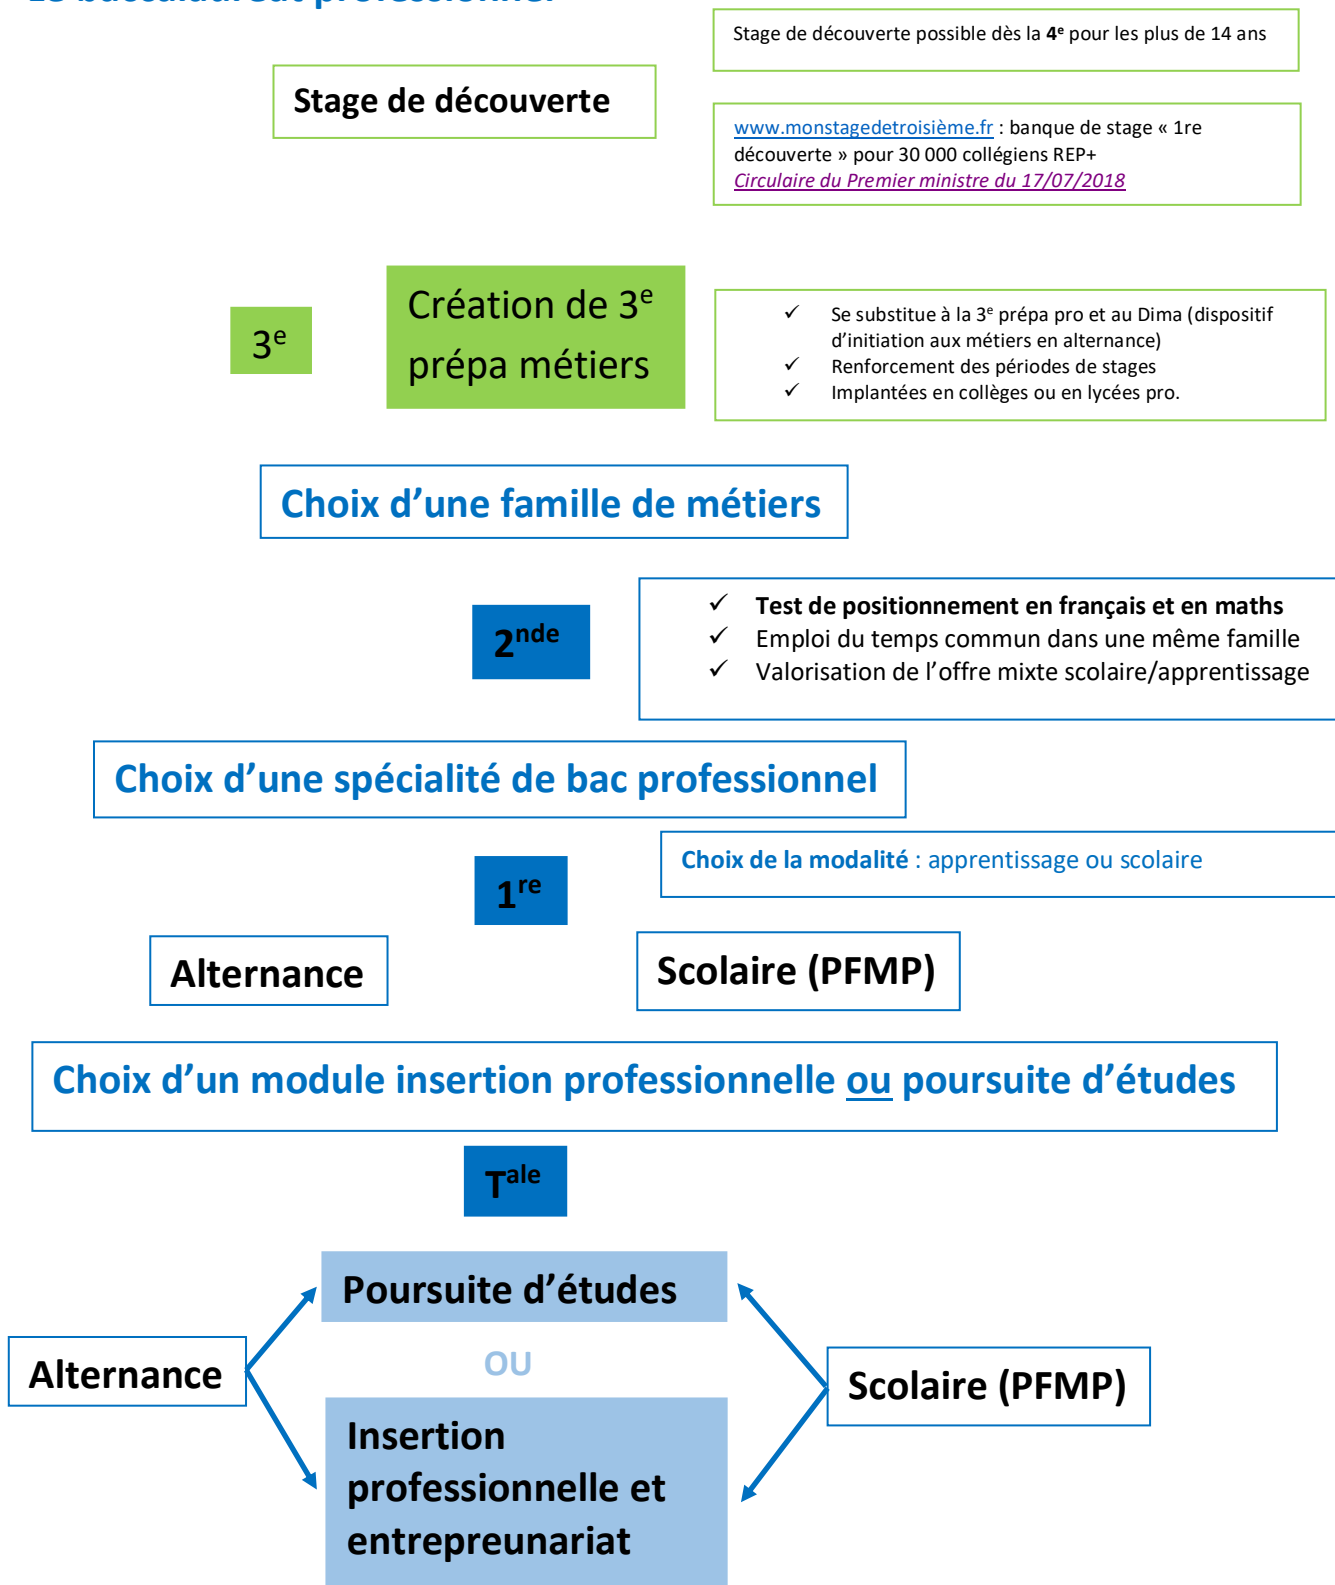 Le baccalauréat professionnel
Stage de découverte possible dès la 4e pour les plus de 14 ans
Stage de découverte
www.monstagedetroisième.fr : banque de stage « 1re
découverte » pour 30 000 collégiens REP+
Circulaire du Premier ministre du 17/07/2018
3e
Création de 3e
prépa métiers
✓ Se substitue à la 3e prépa pro et au Dima (dispositif
d'initiation aux métiers en alternance)
✓ Renforcement des périodes de stages
✓ Implantées en collèges ou en lycées pro.
Choix d'une famille de métiers
2nde
✓ Test de positionnement en français et en maths
✓ Emploi du temps commun dans une même famille
✓ Valorisation de l'offre mixte scolaire/apprentissage
Choix d'une spécialité de bac professionnel
1re
Choix de la modalité : apprentissage ou scolaire
Alternance
Scolaire (PFMP)
Choix d'un module insertion professionnelle ou poursuite d'études
Tale
Poursuite d'études
Alternance
OU
Scolaire (PFMP)
Insertion
professionnelle et
entrepreunariat